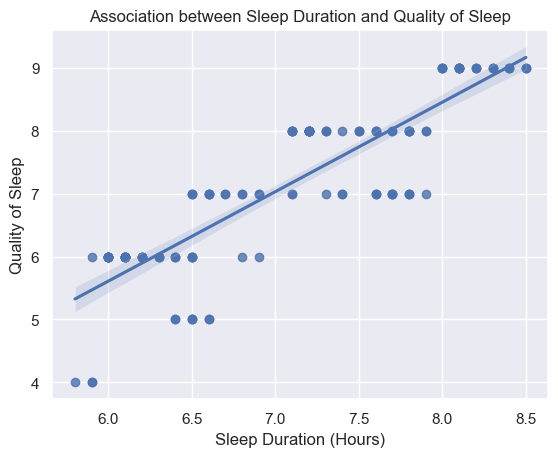 Association between Sleep Duration and Quality of Sleep
9
8
7
6
5
4
Quality of Sleep
6.0 6.5 7.0 7.5 8.0 8.5
Sleep Duration (Hours)